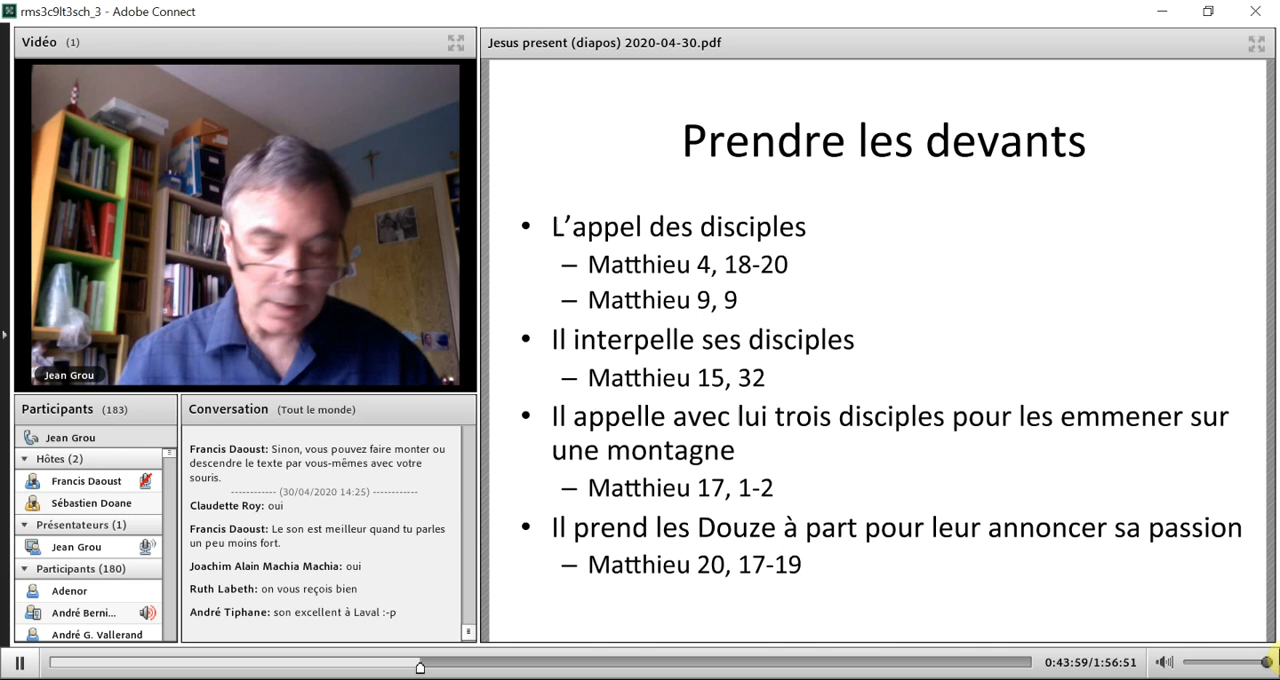 rms3c9lt3sch_3 - Adobe Connect
Vidéo (1)
Jean Grou
Participants (183)
Jean Grou
Hôtes (2)
Francis Daoust
Sébastien Doane
Présentateurs (1)
Jean Grou
Participants (180)
Adenor
André Berni...
André G. Vallerand
Conversation (Tout le monde)
Francis Daoust: Sinon, vous pouvez faire monter ou
descendre le texte par vous-mêmes avec votre
souris.
------------ (30/04/2020 14:25) ------------
Claudette Roy: oui
Francis Daoust: Le son est meilleur quand tu parles
un peu moins fort.
Joachim Alain Machia Machia: oui
Ruth Labeth: on vous reçois bien
André Tiphane: son excellent à Laval :-p
Jesus present (diapos) 2020-04-30.pdf
Prendre les devants
• L’appel des disciples
– Matthieu 4, 18-20
– Matthieu 9, 9
• Il interpelle ses disciples
– Matthieu 15, 32
• Il appelle avec lui trois disciples pour les emmener sur
une montagne
– Matthieu 17, 1-2
• Il prend les Douze à part pour leur annoncer sa passion
– Matthieu 20, 17-19
0:43:59/1:56:51